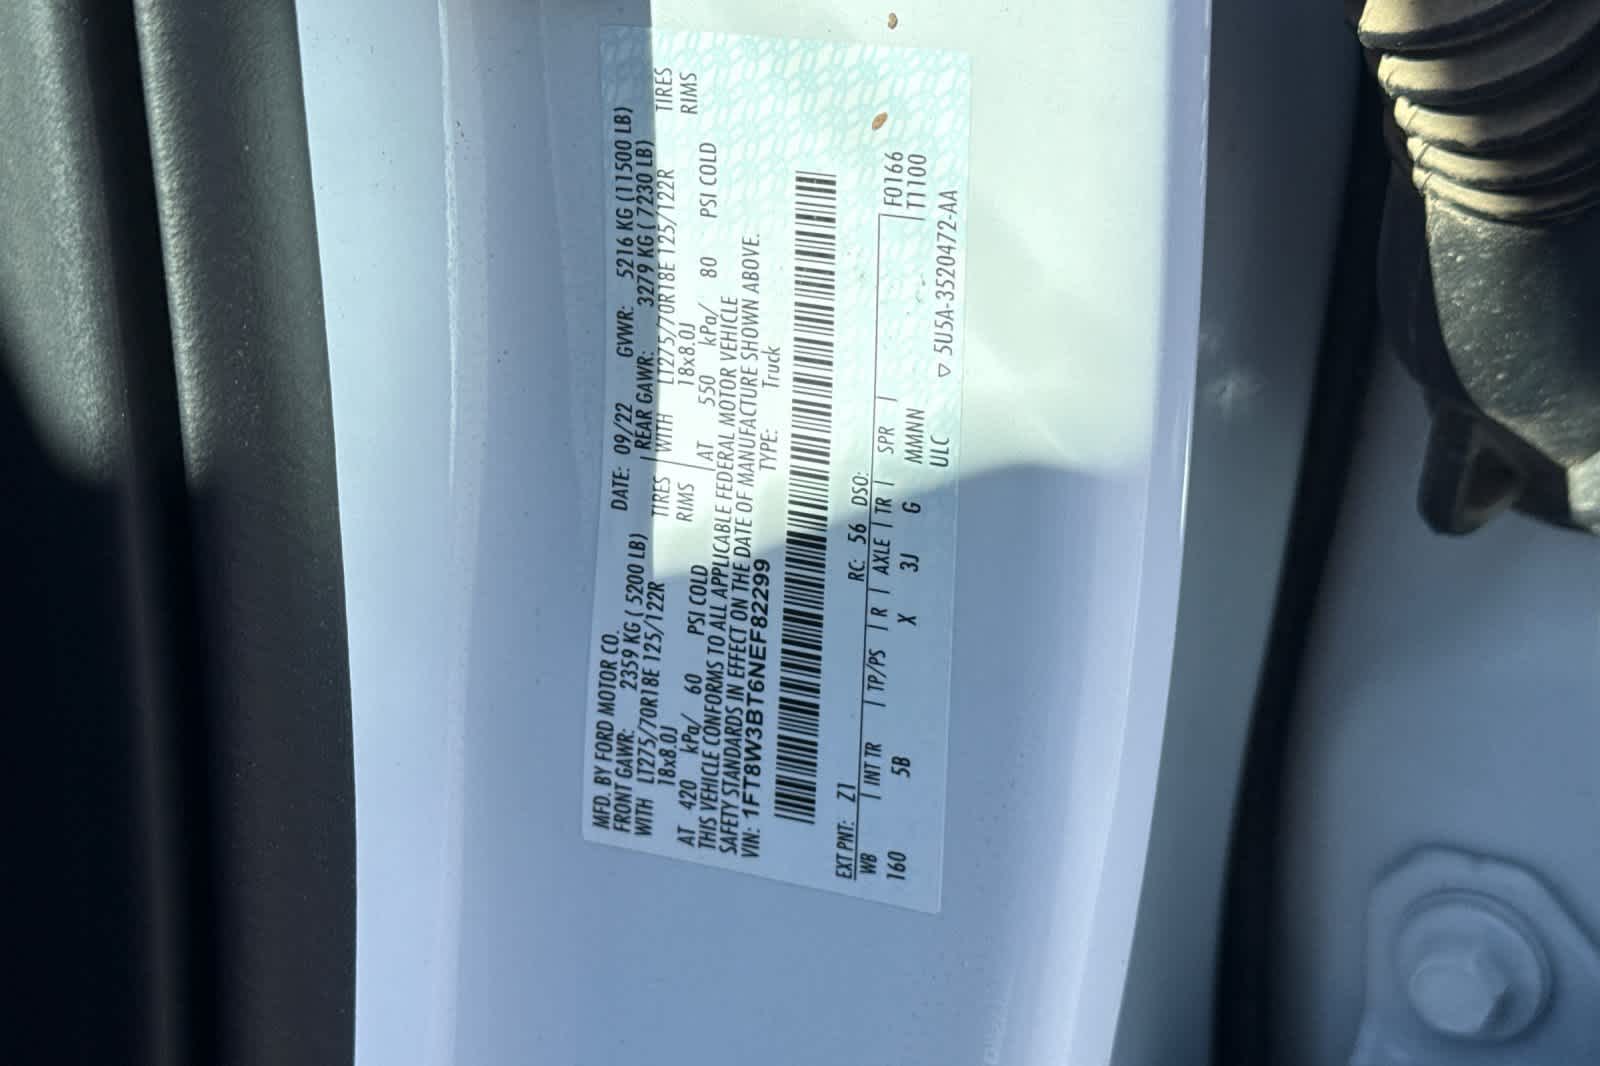 MFD. BY FORD MOTOR CO.
DATE: 09/22 GVWR: 5216 KG (11500 LB)
FRONT GAWR: 2359 KG ( 5200 LB) REAR GAWR: 3279 KG ( 7230 LB)
WITH LT275/70R18E 125/122R TIRES WITH LT275/70R18E 125/122R TIRES
18x8.0J RIMS 18x8.0J RIMS
AT 420 kPa/ 60 PSI COLD AT 550 kPa/ 80 PSI COLD
THIS VEHICLE CONFORMS TO ALL APPLICABLE FEDERAL MOTOR VEHICLE
SAFETY STANDARDS IN EFFECT ON THE DATE OF MANUFACTURE SHOWN ABOVE.
VIN: 1FT8W3BT6NEF82299 TYPE: Truck
EXT PNT: Z1 RC: 56 DSO:
WB INT TR TP/PS R AXLE TR SPR F0166
160 5B X 3J G MMNN TT100
ULC ▽ 5U5A-3520472-AA